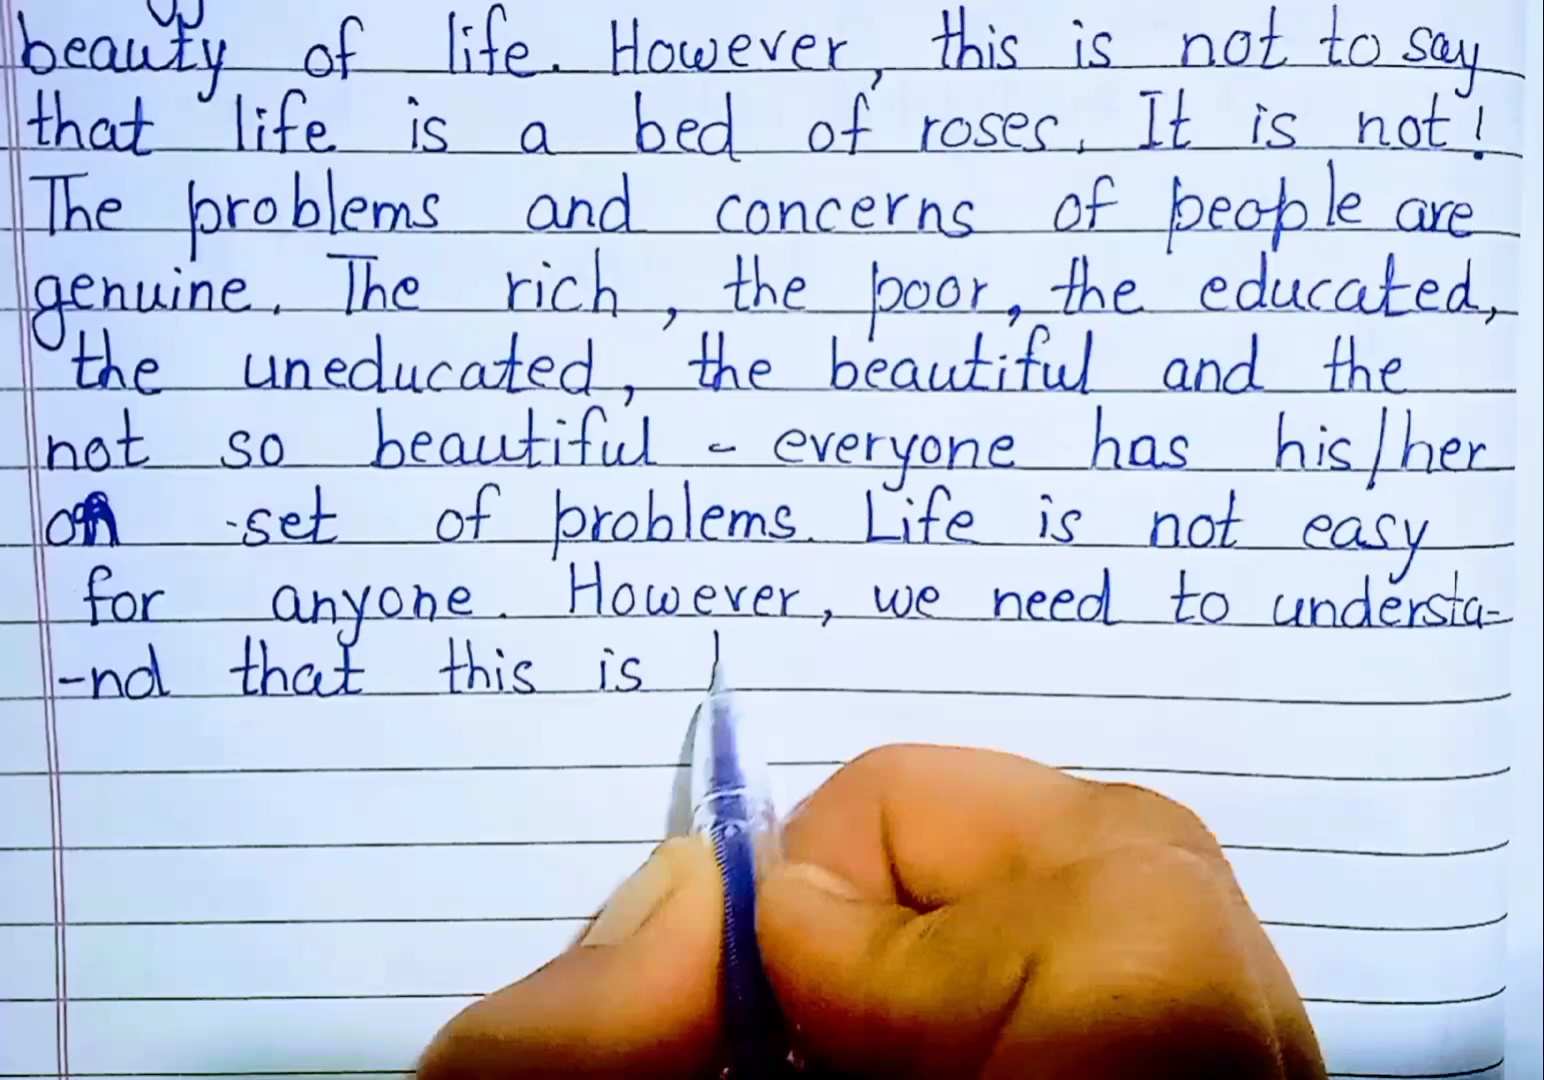 beauty of life. However, this is not to say
that life is a bed of roses. It is not!
The problems and concerns of people are
genuine. The rich, the poor, the educated,
the uneducated, the beautiful and the
not so beautiful - everyone has his/her
set of problems. Life is not easy
for anyone. However, we need to understa-
-nd that this is